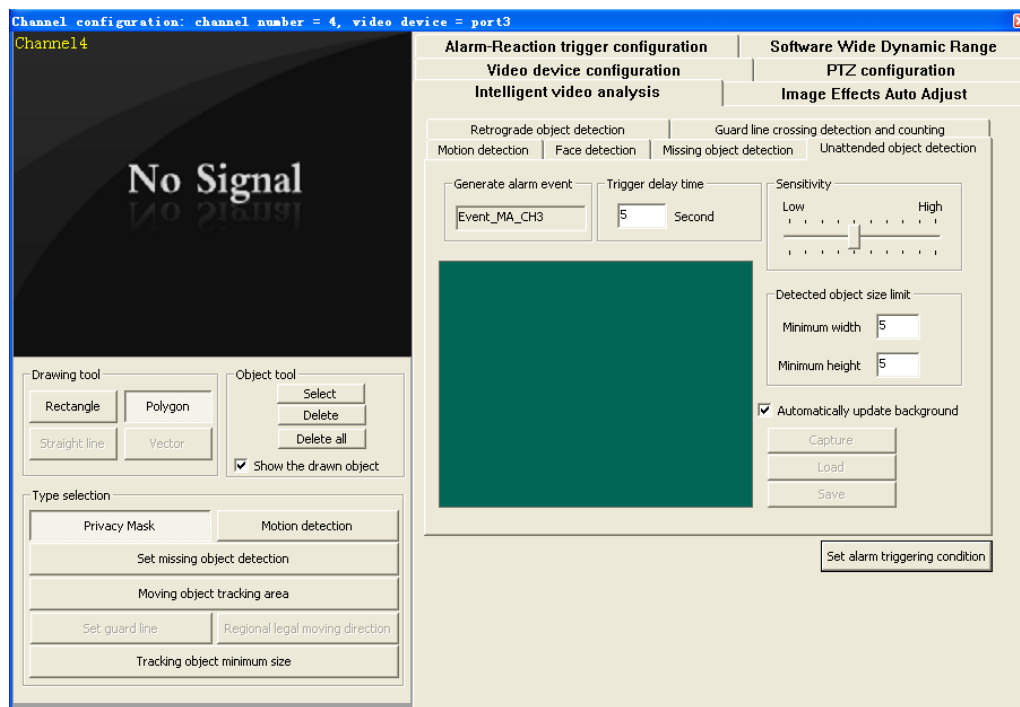 Channel configuration: channel number = 4, video device = port3
Channel4
No Signal
Alarm-Reaction trigger configuration
Software Wide Dynamic Range
Video device configuration
PTZ configuration
Intelligent video analysis
Image Effects Auto Adjust
Retrograde object detection
Guard line crossing detection and counting
Motion detection
Face detection
Missing object detection
Unattended object detection
Generate alarm event
Event_MA_CH3
Trigger delay time
5 Second
Sensitivity
Low High
Detected object size limit
Minimum width 5
Minimum height 5
Automatically update background
Capture
Load
Save
Set alarm triggering condition
Drawing tool
Rectangle
Polygon
Straight line
Vector
Object tool
Select
Delete
Delete all
Show the drawn object
Type selection
Privacy Mask
Motion detection
Set missing object detection
Moving object tracking area
Set guard line
Regional legal moving direction
Tracking object minimum size